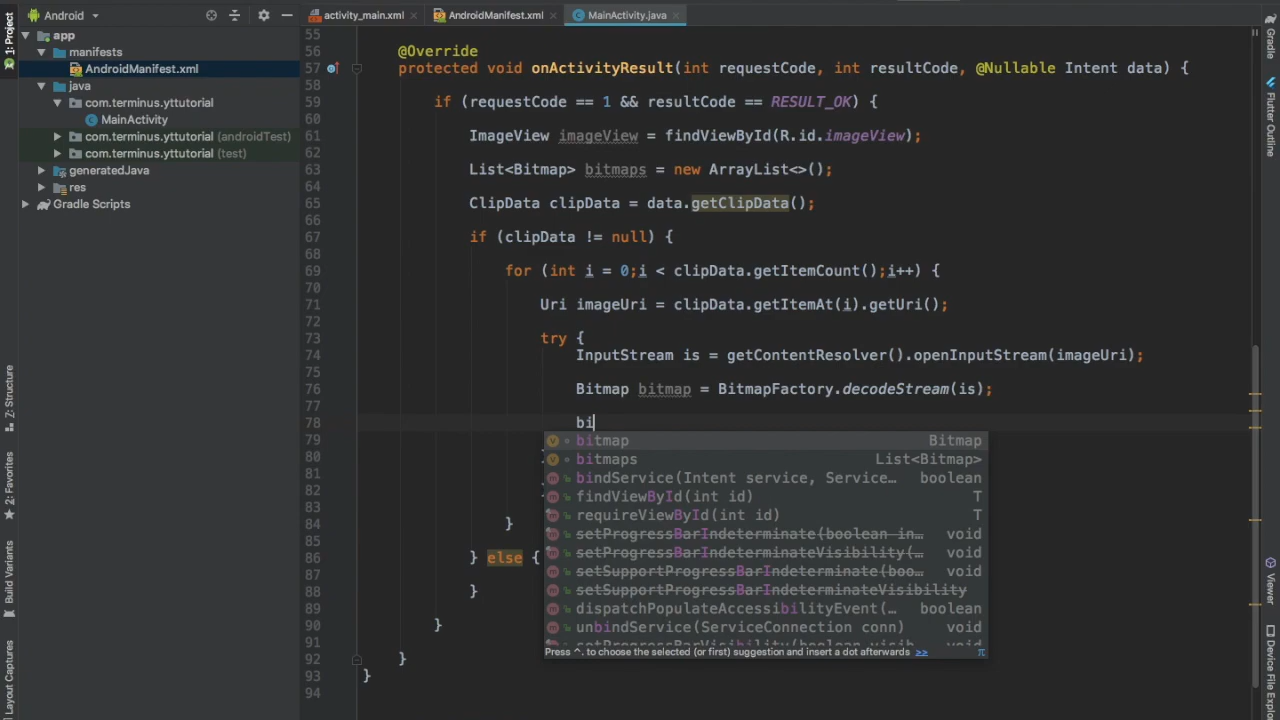 Android
activity_main.xml
AndroidManifest.xml
MainActivity.java
1: Project
Z: Structure
2: Favorites
Build Variants
Layout Captures
app
manifests
AndroidManifest.xml
java
com.terminus.yttutorial
MainActivity
com.terminus.yttutorial (androidTest)
com.terminus.yttutorial (test)
generatedJava
res
Gradle Scripts
55
56 @Override
57 protected void onActivityResult(int requestCode, int resultCode, @Nullable Intent data) {
58
59 if (requestCode == 1 && resultCode == RESULT_OK) {
60
61 ImageView imageView = findViewById(R.id.imageView);
62
63 List<Bitmap> bitmaps = new ArrayList<>();
64
65 ClipData clipData = data.getClipData();
66
67 if (clipData != null) {
68
69 for (int i = 0;i < clipData.getItemCount();i++) {
70
71 Uri imageUri = clipData.getItemAt(i).getUri();
72
73 try {
74 InputStream is = getContentResolver().openInputStream(imageUri);
75
76 Bitmap bitmap = BitmapFactory.decodeStream(is);
77
78 bi
79
80
81
82
83
84 }
85
86 } else {
87
88 }
89
90 }
91
92 }
93 }
94
bitmap Bitmap
bitmaps List<Bitmap>
bindService(Intent service, Service… boolean
findViewById(int id) T
requireViewById(int id) T
setProgressBarIndeterminate(boolean in… void
setProgressBarIndeterminateVisibility(… void
setSupportProgressBarIndeterminate(boo… void
setSupportProgressBarIndeterminateVisibility
dispatchPopulateAccessibilityEvent(… boolean
unbindService(ServiceConnection conn) void
Press ^. to choose the selected (or first) suggestion and insert a dot afterwards >> π
Gradle
Flutter Outline
Viewer
Device File Explo